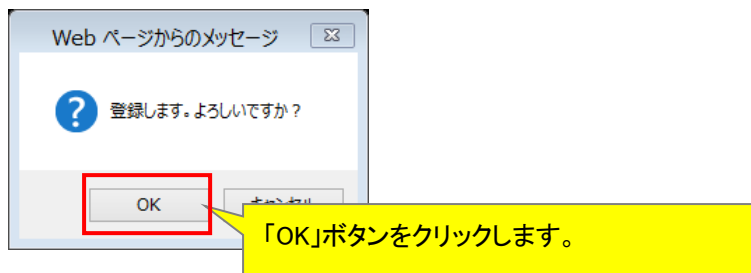 Web ページからのメッセージ
登録します。よろしいですか？
OK
「OK」ボタンをクリックします。